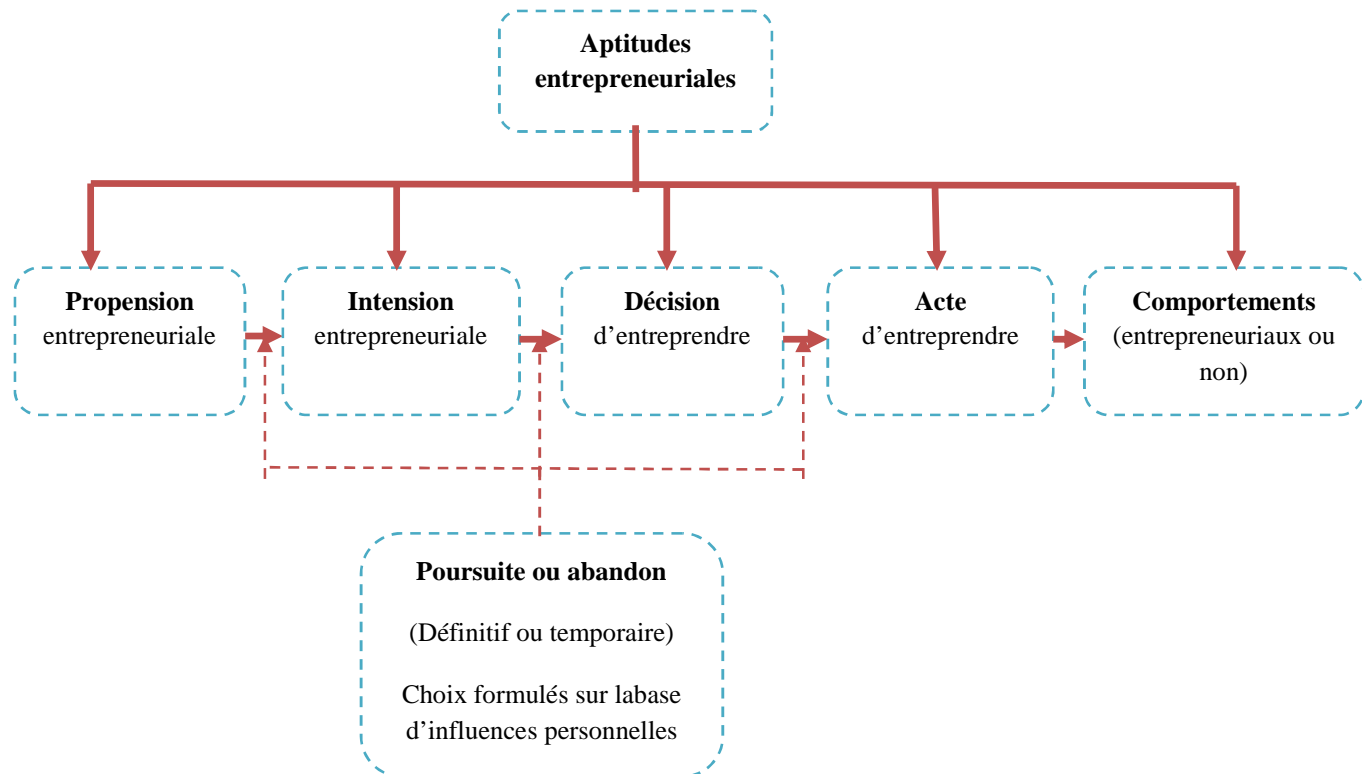 Aptitudes
entrepreneuriales
Propension
entrepreneuriale
Intension
entrepreneuriale
Décision
d’entreprendre
Acte
d’entreprendre
Comportements
(entrepreneuriaux ou
non)
Poursuite ou abandon
(Définitif ou temporaire)
Choix formulés sur labase
d’influences personnelles